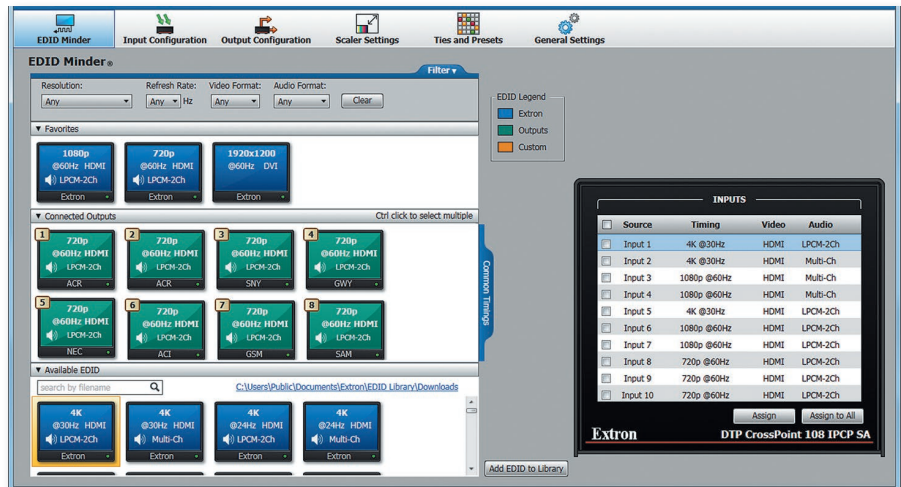 EDID Minder
Input Configuration
Output Configuration
Scaler Settings
Ties and Presets
General Settings
EDID Minder®
Filter ▾
Resolution: Refresh Rate: Video Format: Audio Format:
Any Any Hz Any Any Clear
▼ Favorites
1080p
@60Hz HDMI
LPCM-2Ch
Extron
720p
@60Hz HDMI
LPCM-2Ch
Extron
1920x1200
@60Hz DVI
Extron
▼ Connected Outputs Ctrl click to select multiple
1
720p
@60Hz HDMI
LPCM-2Ch
ACR
2
720p
@60Hz HDMI
LPCM-2Ch
ACR
3
720p
@60Hz HDMI
LPCM-2Ch
SNY
4
720p
@60Hz HDMI
LPCM-2Ch
GWY
5
720p
@60Hz HDMI
LPCM-2Ch
NEC
6
720p
@60Hz HDMI
LPCM-2Ch
ACI
7
720p
@60Hz HDMI
LPCM-2Ch
GSM
8
720p
@60Hz HDMI
LPCM-2Ch
SAM
▼ Available EDID
search by filename C:\Users\Public\Documents\Extron\EDID Library\Downloads
4K
@30Hz HDMI
LPCM-2Ch
Extron
4K
@30Hz HDMI
Multi-Ch
Extron
4K
@24Hz HDMI
LPCM-2Ch
Extron
4K
@24Hz HDMI
Multi-Ch
Extron
Common Timings
EDID Legend
Extron
Outputs
Custom
Add EDID to Library
INPUTS
Source Timing Video Audio
Input 1 4K @30Hz HDMI LPCM-2Ch
Input 2 4K @30Hz HDMI Multi-Ch
Input 3 1080p @60Hz HDMI Multi-Ch
Input 4 1080p @60Hz HDMI Multi-Ch
Input 5 4K @30Hz HDMI LPCM-2Ch
Input 6 1080p @60Hz HDMI LPCM-2Ch
Input 7 1080p @60Hz HDMI LPCM-2Ch
Input 8 720p @60Hz HDMI LPCM-2Ch
Input 9 720p @60Hz HDMI LPCM-2Ch
Input 10 720p @60Hz HDMI LPCM-2Ch
Assign Assign to All
Extron DTP CrossPoint 108 IPCP SA